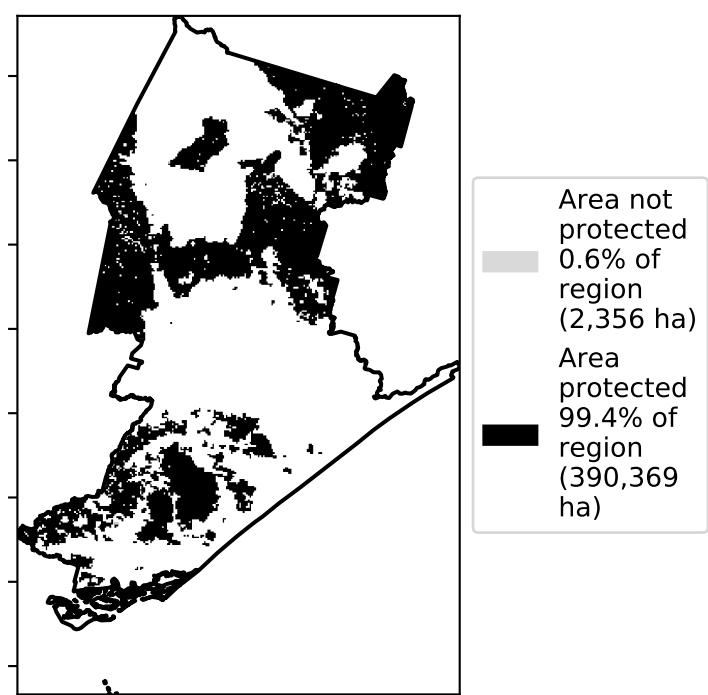 Area not
protected
0.6% of
region
(2,356 ha)
Area
protected
99.4% of
region
(390,369
ha)